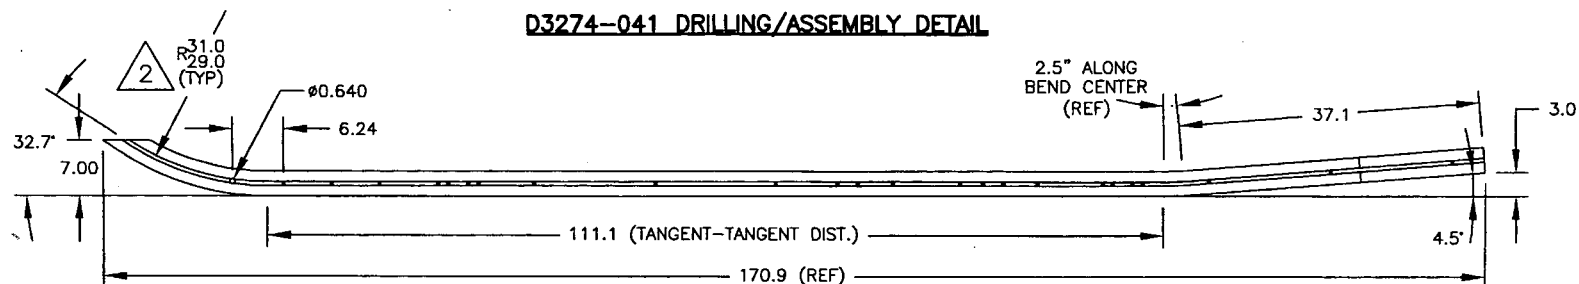 D3274-041 DRILLING/ASSEMBLY DETAIL
2
R31.0
29.0
(TYP)
ø0.640
6.24
2.5" ALONG
BEND CENTER
(REF)
37.1
3.0
32.7°
7.00
111.1 (TANGENT-TANGENT DIST.)
4.5°
170.9 (REF)